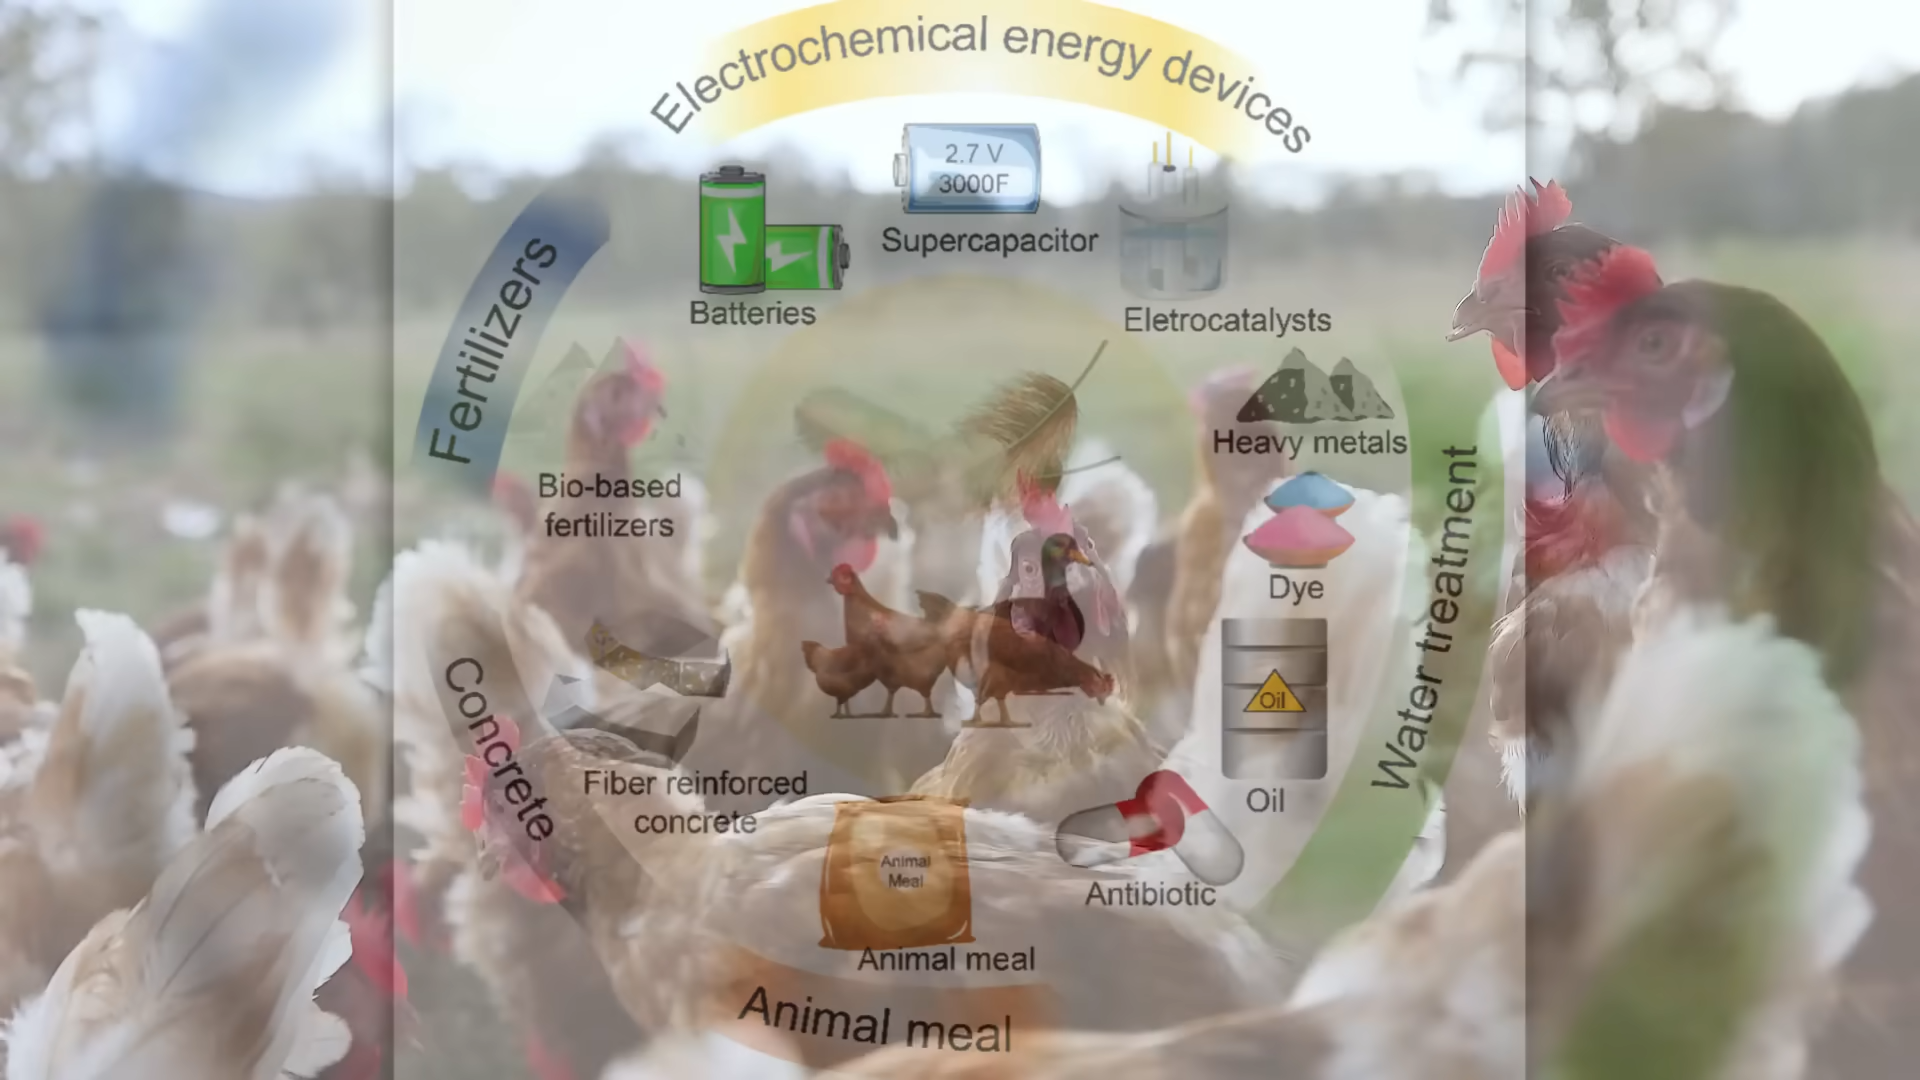 Electrochemical energy devices
2.7 V
3000F
Supercapacitor
Batteries
Eletrocatalysts
Fertilizers
Heavy metals
Bio-based
fertilizers
Dye
Water treatment
Oil
Oil
Concrete
Fiber reinforced
concrete
Animal
Meal
Antibiotic
Animal meal
Animal meal